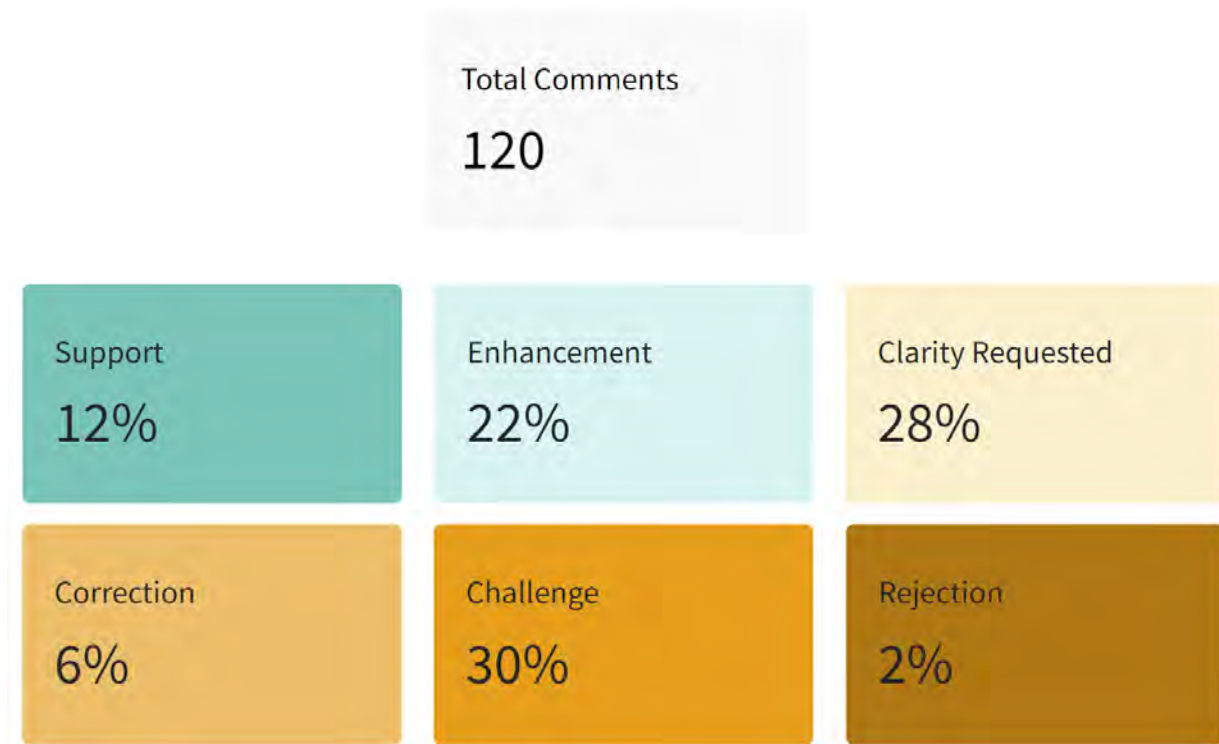 Total Comments
120
Support
12%
Enhancement
22%
Clarity Requested
28%
Correction
6%
Challenge
30%
Rejection
2%